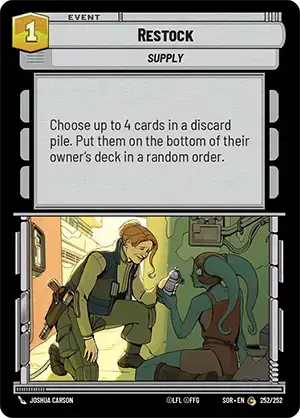 EVENT
1
RESTOCK
SUPPLY
Choose up to 4 cards in a discard
pile. Put them on the bottom of their
owner's deck in a random order.
JOSHUA CARSON ©LFL ©FFG SOR • EN C 252/252